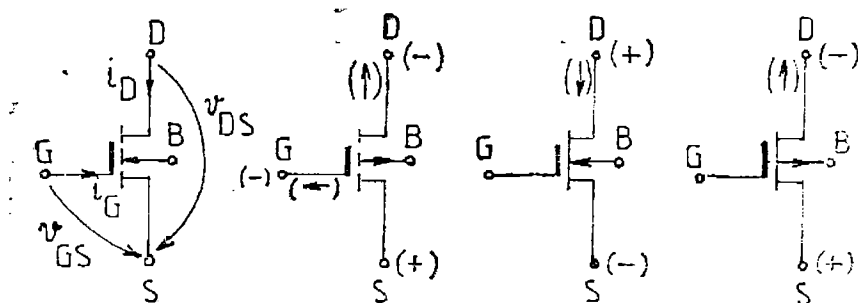 D
i_D
v_DS
G
B
i_G
v_GS
S
D
(-)
(↑)
G
B
(-)
(←)
(+)
S
D
(+)
(↓)
G
B
(-)
S
D
(-)
(↑)
G
B
(+)
S